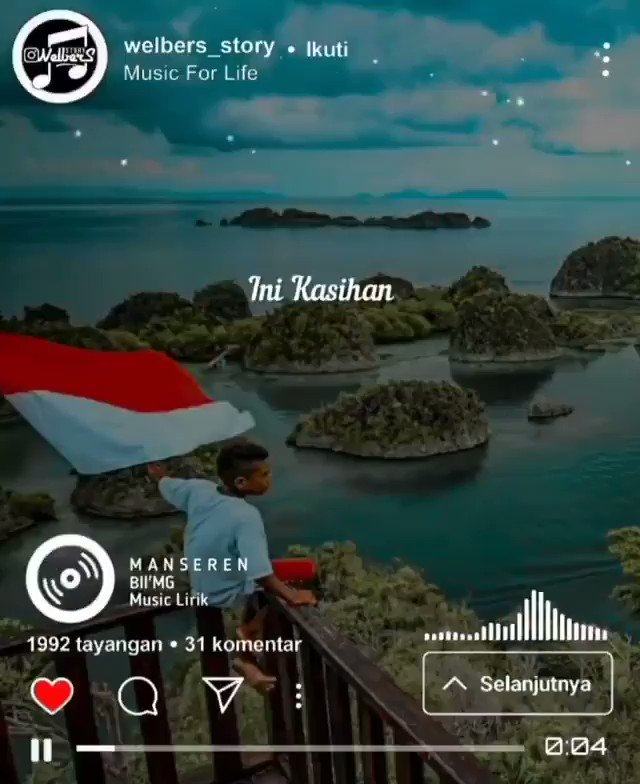 STORY
WelberS
welbers_story • Ikuti
Music For Life
Ini Kasihan
MANSEREN
BII'MG
Music Lirik
1992 tayangan • 31 komentar
Selanjutnya
0:04